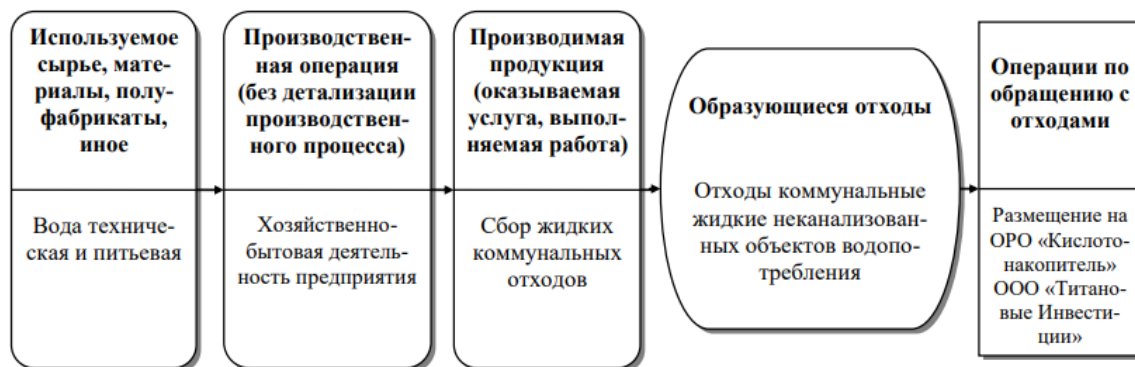 Используемое
сырье, мате-
риалы, полу-
фабрикаты,
иное
Вода техниче-
ская и питьевая
Производствен-
ная операция
(без детализации
производствен-
ного процесса)
Хозяйственно-
бытовая деятель-
ность предприятия
Производимая
продукция
(оказываемая
услуга, выпол-
няемая работа)
Сбор жидких
коммунальных
отходов
Образующиеся отходы
Отходы коммунальные
жидкие неканализован-
ных объектов водопо-
требления
Операции по
обращению с
отходами
Размещение на
ОРО «Кислото-
накопитель»
ООО «Титано-
вые Инвести-
ции»